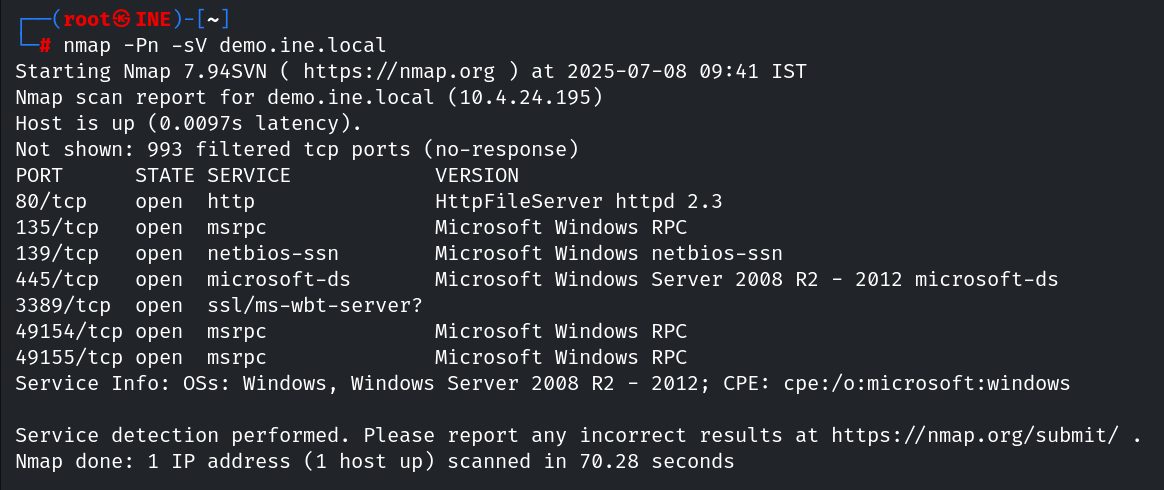 ┌──(root㉿INE)-[~]
└─# nmap -Pn -sV demo.ine.local
Starting Nmap 7.94SVN ( https://nmap.org ) at 2025-07-08 09:41 IST
Nmap scan report for demo.ine.local (10.4.24.195)
Host is up (0.0097s latency).
Not shown: 993 filtered tcp ports (no-response)
PORT      STATE SERVICE            VERSION
80/tcp    open  http               HttpFileServer httpd 2.3
135/tcp   open  msrpc              Microsoft Windows RPC
139/tcp   open  netbios-ssn        Microsoft Windows netbios-ssn
445/tcp   open  microsoft-ds       Microsoft Windows Server 2008 R2 - 2012 microsoft-ds
3389/tcp  open  ssl/ms-wbt-server?
49154/tcp open  msrpc              Microsoft Windows RPC
49155/tcp open  msrpc              Microsoft Windows RPC
Service Info: OSs: Windows, Windows Server 2008 R2 - 2012; CPE: cpe:/o:microsoft:windows

Service detection performed. Please report any incorrect results at https://nmap.org/submit/ .
Nmap done: 1 IP address (1 host up) scanned in 70.28 seconds